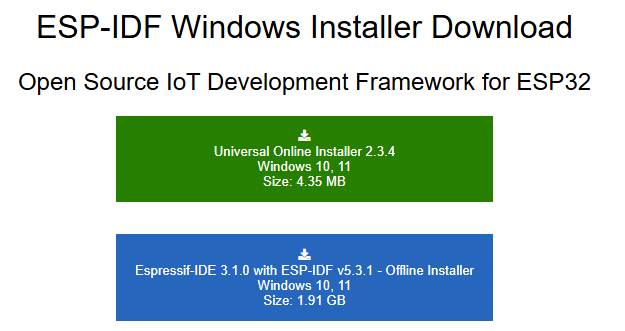 ESP-IDF Windows Installer Download
Open Source IoT Development Framework for ESP32
Universal Online Installer 2.3.4
Windows 10, 11
Size: 4.35 MB
Espressif-IDE 3.1.0 with ESP-IDF v5.3.1 - Offline Installer
Windows 10, 11
Size: 1.91 GB